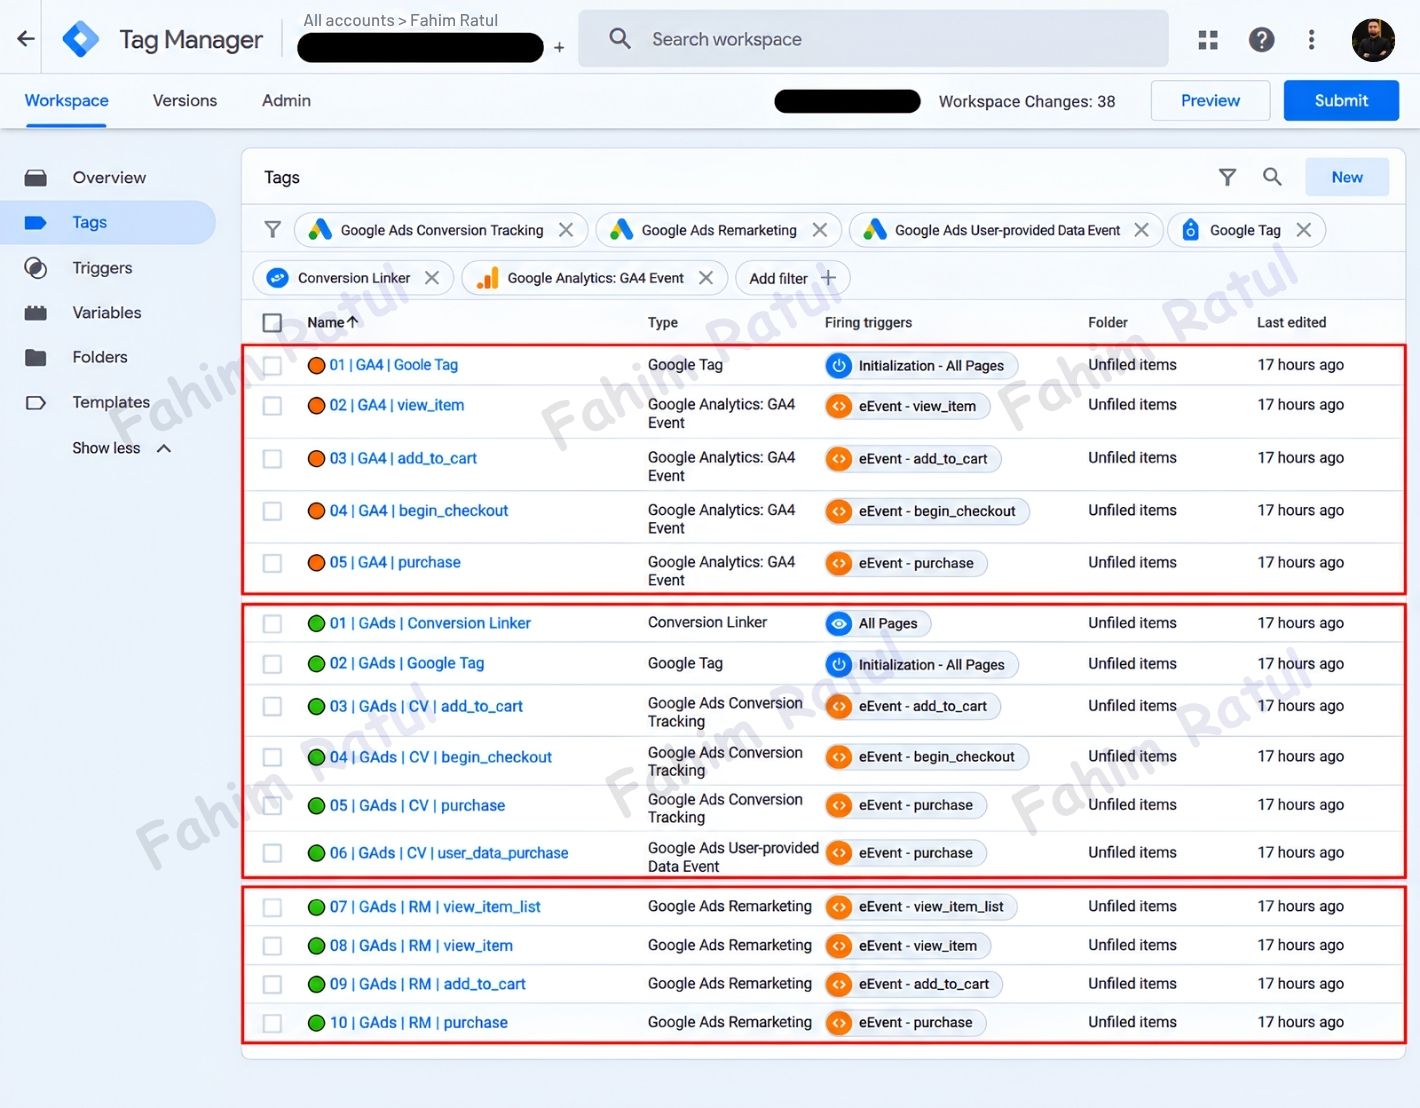 All accounts > Fahim Ratul
Tag Manager
+
Search workspace
Workspace
Versions
Admin
Workspace Changes: 38
Preview
Submit
Overview
Tags
Triggers
Variables
Folders
Templates
Show less
Tags
New
Google Ads Conversion Tracking
Google Ads Remarketing
Google Ads User-provided Data Event
Google Tag
Conversion Linker
Google Analytics: GA4 Event
Add filter +
Name↑ Type Firing triggers Folder Last edited
01 | GA4 | Goole Tag Google Tag Initialization - All Pages Unfiled items 17 hours ago
02 | GA4 | view_item Google Analytics: GA4 eEvent - view_item Unfiled items 17 hours ago
Event
03 | GA4 | add_to_cart Google Analytics: GA4 eEvent - add_to_cart Unfiled items 17 hours ago
Event
04 | GA4 | begin_checkout Google Analytics: GA4 eEvent - begin_checkout Unfiled items 17 hours ago
Event
05 | GA4 | purchase Google Analytics: GA4 eEvent - purchase Unfiled items 17 hours ago
Event
01 | GAds | Conversion Linker Conversion Linker All Pages Unfiled items 17 hours ago
02 | GAds | Google Tag Google Tag Initialization - All Pages Unfiled items 17 hours ago
03 | GAds | CV | add_to_cart Google Ads Conversion eEvent - add_to_cart Unfiled items 17 hours ago
Tracking
04 | GAds | CV | begin_checkout Google Ads Conversion eEvent - begin_checkout Unfiled items 17 hours ago
Tracking
05 | GAds | CV | purchase Google Ads Conversion eEvent - purchase Unfiled items 17 hours ago
Tracking
06 | GAds | CV | user_data_purchase Google Ads User-provided eEvent - purchase Unfiled items 17 hours ago
Data Event
07 | GAds | RM | view_item_list Google Ads Remarketing eEvent - view_item_list Unfiled items 17 hours ago
08 | GAds | RM | view_item Google Ads Remarketing eEvent - view_item Unfiled items 17 hours ago
09 | GAds | RM | add_to_cart Google Ads Remarketing eEvent - add_to_cart Unfiled items 17 hours ago
10 | GAds | RM | purchase Google Ads Remarketing eEvent - purchase Unfiled items 17 hours ago
Fahim Ratul
Fahim Ratul
Fahim Ratul
Fahim Ratul
Fahim Ratul
Fahim Ratul